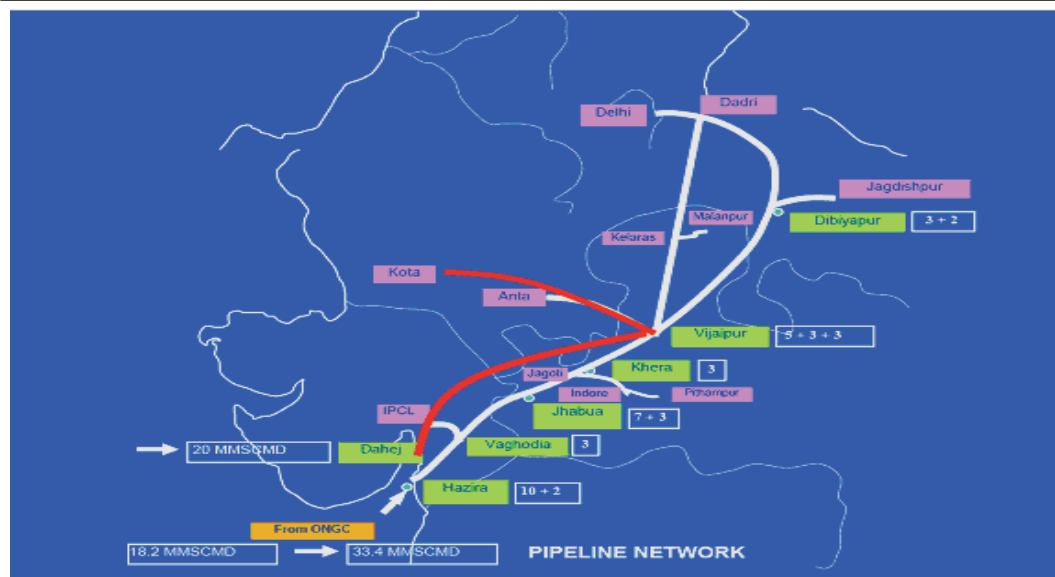 Dadri
Delhi
Jagdishpur
Malanpur
Dibiyapur
3 + 2
Kelaras
Kota
Anta
Vijaipur
5 + 3 + 3
Khera
3
Jagoti
Indore
Pithampur
IPCL
Jhabua
7 + 3
20 MMSCMD
Dahej
Vaghodia
3
Hazira
10 + 2
From ONGC
18.2 MMSCMD
33.4 MMSCMD
PIPELINE NETWORK